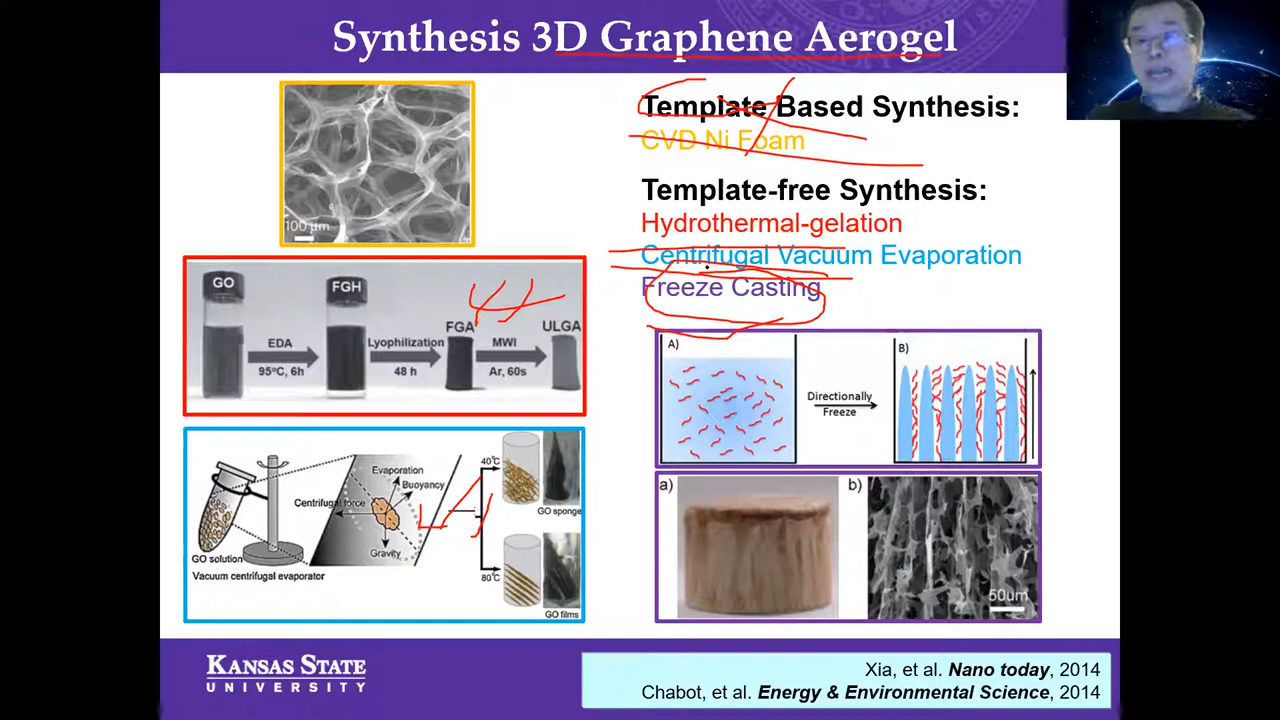 Synthesis 3D Graphene Aerogel
Template Based Synthesis:
CVD Ni Foam
Template-free Synthesis:
Hydrothermal-gelation
Centrifugal Vacuum Evaporation
Freeze Casting
100 µm
GO
FGH
FGA
ULGA
EDA
95°C, 6h
Lyophilization
48 h
MWI
Ar, 60s
Evaporation
Buoyancy
Centrifugal force
Gravity
GO solution
Vacuum centrifugal evaporator
40°C
GO sponge
80°C
GO films
A)
Directionally
Freeze
B)
a)
b)
50um
KANSAS STATE
UNIVERSITY
Xia, et al. Nano today, 2014
Chabot, et al. Energy & Environmental Science, 2014